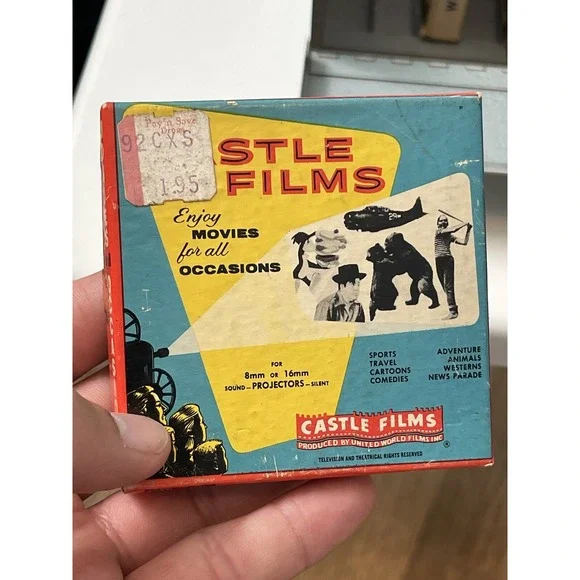 Pay'n Save
Drugs
92CXS
1.95
STLE
FILMS
Enjoy
MOVIES
for all
OCCASIONS
FOR
8mm OR 16mm
SOUND — PROJECTORS — SILENT
SPORTS
TRAVEL
CARTOONS
COMEDIES
ADVENTURE
ANIMALS
WESTERNS
NEWS PARADE
CASTLE FILMS
PRODUCED BY UNITED WORLD FILMS INC
®
TELEVISION AND THEATRICAL RIGHTS RESERVED
W